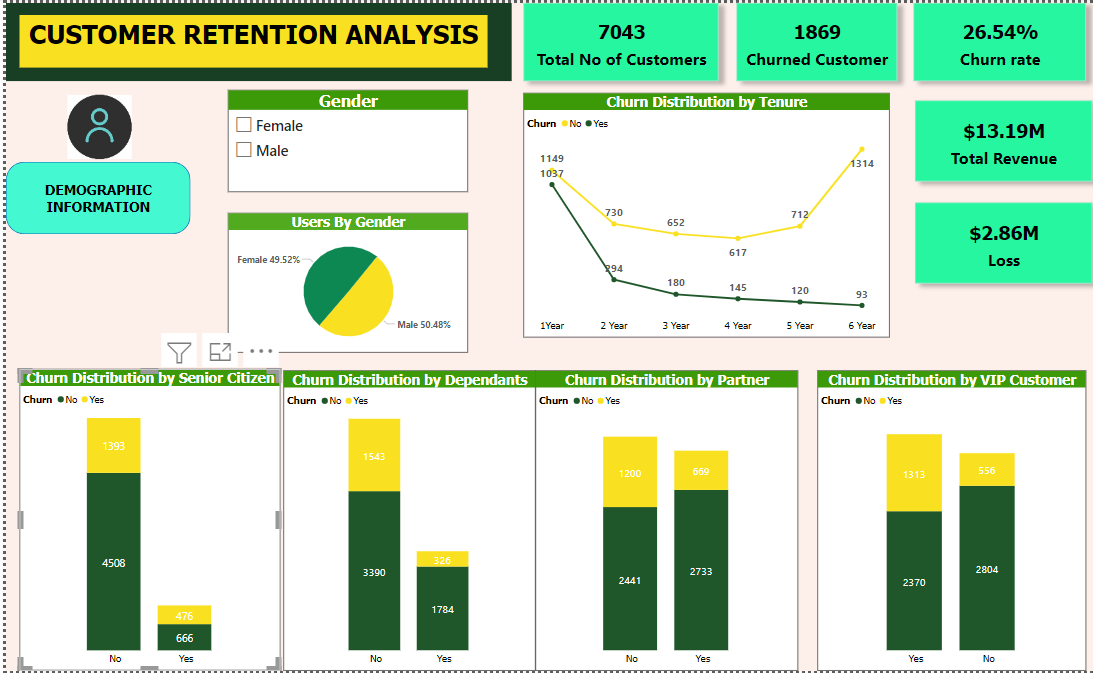 CUSTOMER RETENTION ANALYSIS
7043
Total No of Customers
1869
Churned Customer
26.54%
Churn rate
$13.19M
Total Revenue
$2.86M
Loss
DEMOGRAPHIC
INFORMATION
Gender
Female
Male
Users By Gender
Female 49.52%
Male 50.48%
Churn Distribution by Tenure
Churn No Yes
1149
1037
730
652
617
712
1314
294
180
145
120
93
1Year 2 Year 3 Year 4 Year 5 Year 6 Year
Churn Distribution by Senior Citizen
Churn No Yes
1393
4508
476
666
No Yes
Churn Distribution by Dependants
Churn No Yes
1543
3390
326
1784
No Yes
Churn Distribution by Partner
Churn No Yes
1200
2441
669
2733
No Yes
Churn Distribution by VIP Customer
Churn No Yes
1313
2370
556
2804
Yes No